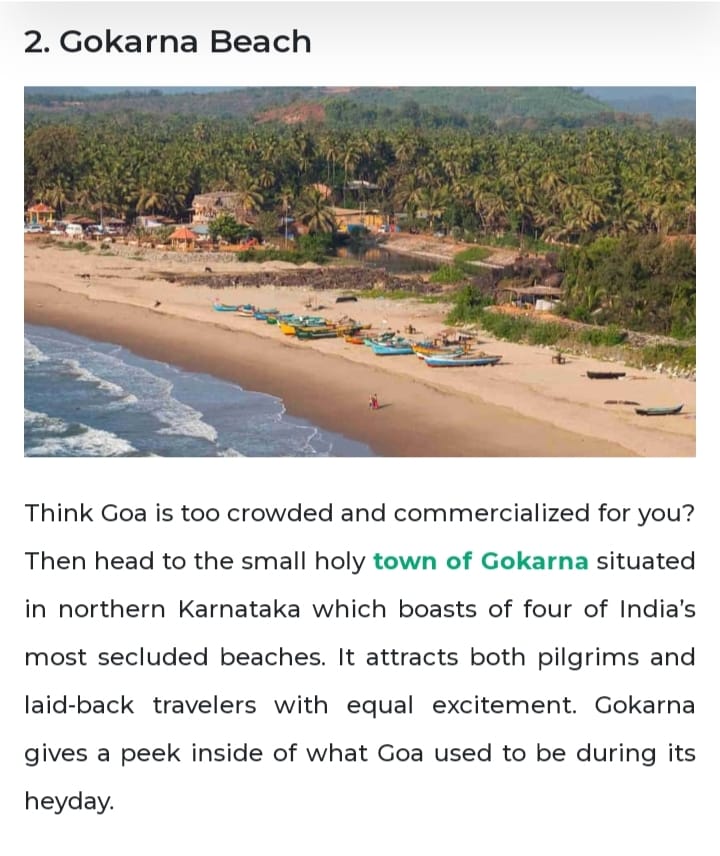 2. Gokarna Beach
Think Goa is too crowded and commercialized for you?
Then head to the small holy town of Gokarna situated
in northern Karnataka which boasts of four of India's
most secluded beaches. It attracts both pilgrims and
laid-back travelers with equal excitement. Gokarna
gives a peek inside of what Goa used to be during its
heyday.